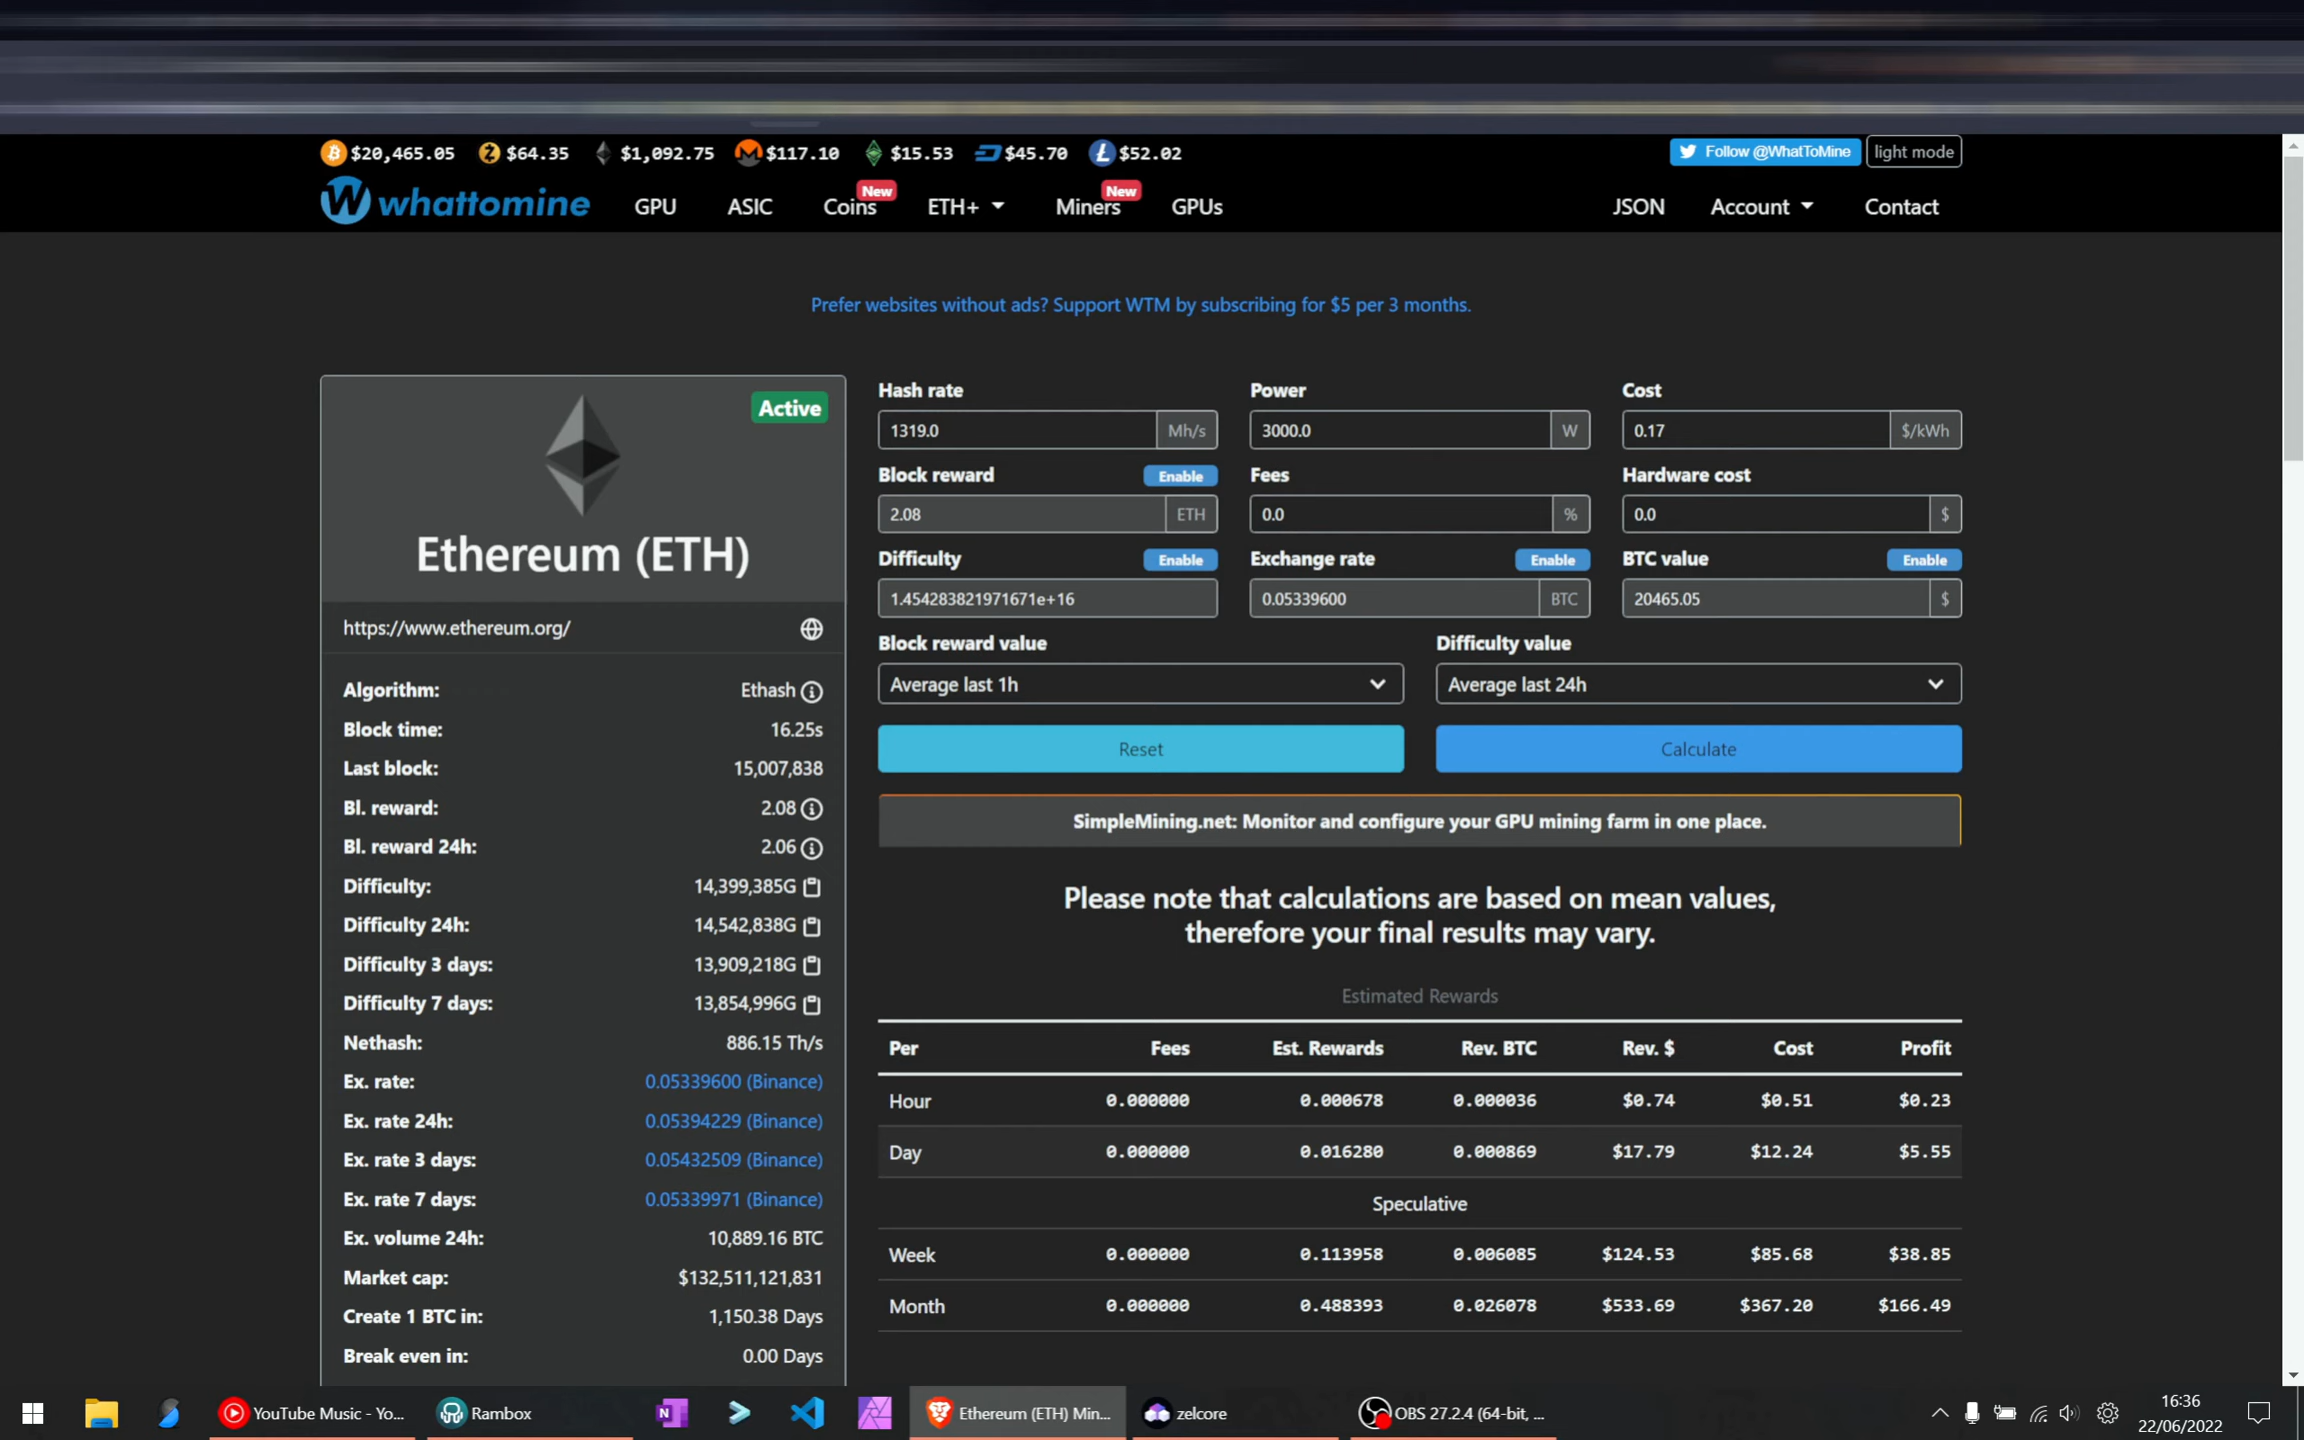 $20,465.05 $64.35 $1,092.75 $117.10 $15.53 $45.70 $52.02 Follow @WhatToMine light mode
whattomine GPU ASIC Coins New ETH+ Miners New GPUs JSON Account Contact
Prefer websites without ads? Support WTM by subscribing for $5 per 3 months.
Active
Ethereum (ETH)
https://www.ethereum.org/
Algorithm: Ethash
Block time: 16.25s
Last block: 15,007,838
Bl. reward: 2.08
Bl. reward 24h: 2.06
Difficulty: 14,399,385G
Difficulty 24h: 14,542,838G
Difficulty 3 days: 13,909,218G
Difficulty 7 days: 13,854,996G
Nethash: 886.15 Th/s
Ex. rate: 0.05339600 (Binance)
Ex. rate 24h: 0.05394229 (Binance)
Ex. rate 3 days: 0.05432509 (Binance)
Ex. rate 7 days: 0.05339971 (Binance)
Ex. volume 24h: 10,889.16 BTC
Market cap: $132,511,121,831
Create 1 BTC in: 1,150.38 Days
Break even in: 0.00 Days
Hash rate Power Cost
1319.0 Mh/s 3000.0 W 0.17 $/kWh
Block reward Enable Fees Hardware cost
2.08 ETH 0.0 % 0.0 $
Difficulty Enable Exchange rate Enable BTC value Enable
1.454283821971671e+16 0.05339600 BTC 20465.05 $
Block reward value Difficulty value
Average last 1h Average last 24h
Reset Calculate
SimpleMining.net: Monitor and configure your GPU mining farm in one place.
Please note that calculations are based on mean values,
therefore your final results may vary.
Estimated Rewards
Per Fees Est. Rewards Rev. BTC Rev. $ Cost Profit
Hour 0.000000 0.000678 0.000036 $0.74 $0.51 $0.23
Day 0.000000 0.016280 0.000869 $17.79 $12.24 $5.55
Speculative
Week 0.000000 0.113958 0.006085 $124.53 $85.68 $38.85
Month 0.000000 0.488393 0.026078 $533.69 $367.20 $166.49
YouTube Music - Yo... Rambox Ethereum (ETH) Min... zelcore OBS 27.2.4 (64-bit, ... 16:36
22/06/2022